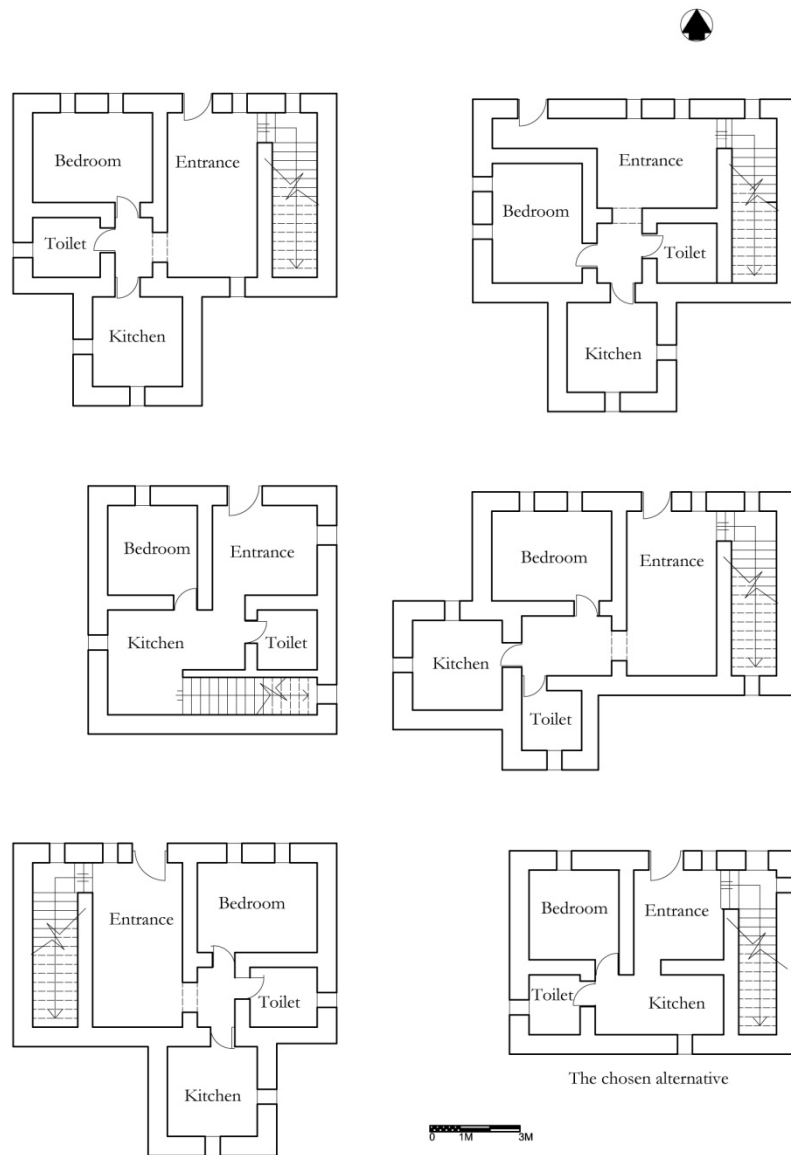 Bedroom
Entrance
Toilet
Kitchen
Entrance
Bedroom
Toilet
Kitchen
Bedroom
Entrance
Kitchen
Toilet
Bedroom
Entrance
Kitchen
Toilet
Entrance
Bedroom
Toilet
Kitchen
Bedroom
Entrance
Toilet
Kitchen
The chosen alternative
0 1M 3M